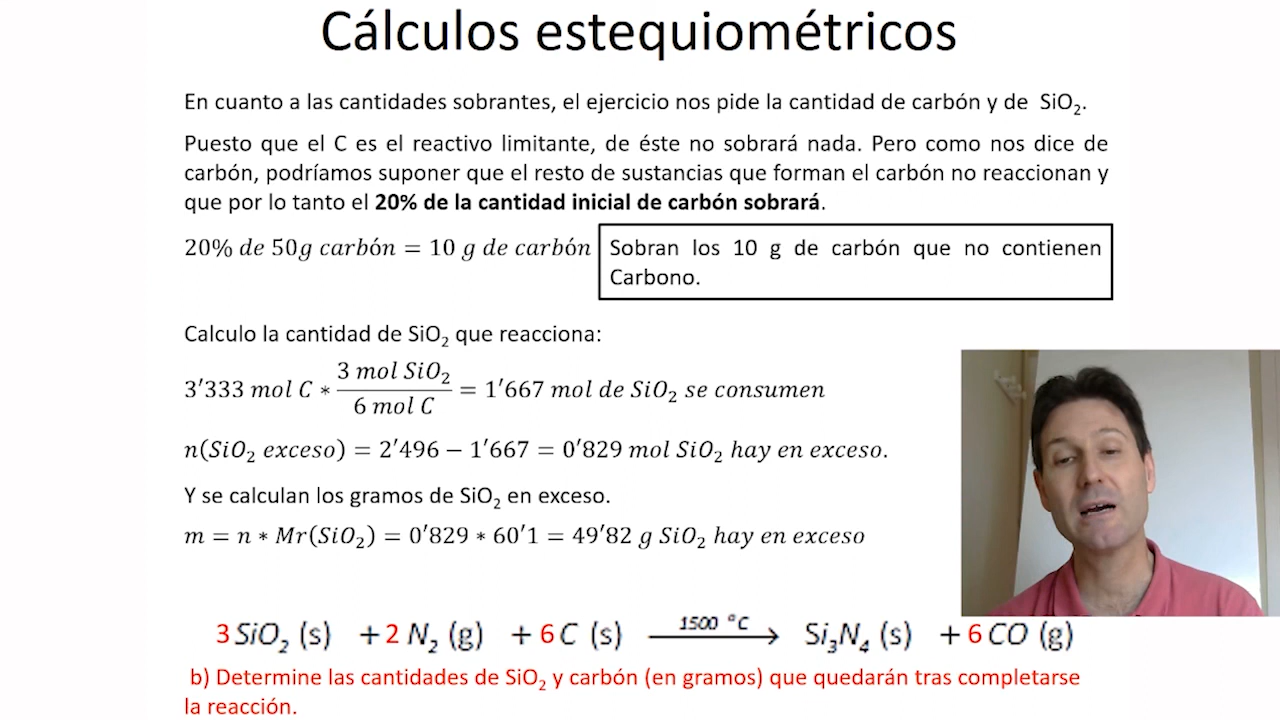 Cálculos estequiométricos
En cuanto a las cantidades sobrantes, el ejercicio nos pide la cantidad de carbón y de SiO₂.
Puesto que el C es el reactivo limitante, de éste no sobrará nada. Pero como nos dice de
carbón, podríamos suponer que el resto de sustancias que forman el carbón no reaccionan y
que por lo tanto el 20% de la cantidad inicial de carbón sobrará.
20% de 50g carbón = 10 g de carbón
Sobran los 10 g de carbón que no contienen
Carbono.
Calculo la cantidad de SiO₂ que reacciona:
3'333 mol C * (3 mol SiO₂ / 6 mol C) = 1'667 mol de SiO₂ se consumen
n(SiO₂ exceso) = 2'496 − 1'667 = 0'829 mol SiO₂ hay en exceso.
Y se calculan los gramos de SiO₂ en exceso.
m = n * Mr(SiO₂) = 0'829 * 60'1 = 49'82 g SiO₂ hay en exceso
3 SiO₂ (s) + 2 N₂ (g) + 6 C (s) 1500 °C → Si₃N₄ (s) + 6 CO (g)
b) Determine las cantidades de SiO₂ y carbón (en gramos) que quedarán tras completarse
la reacción.